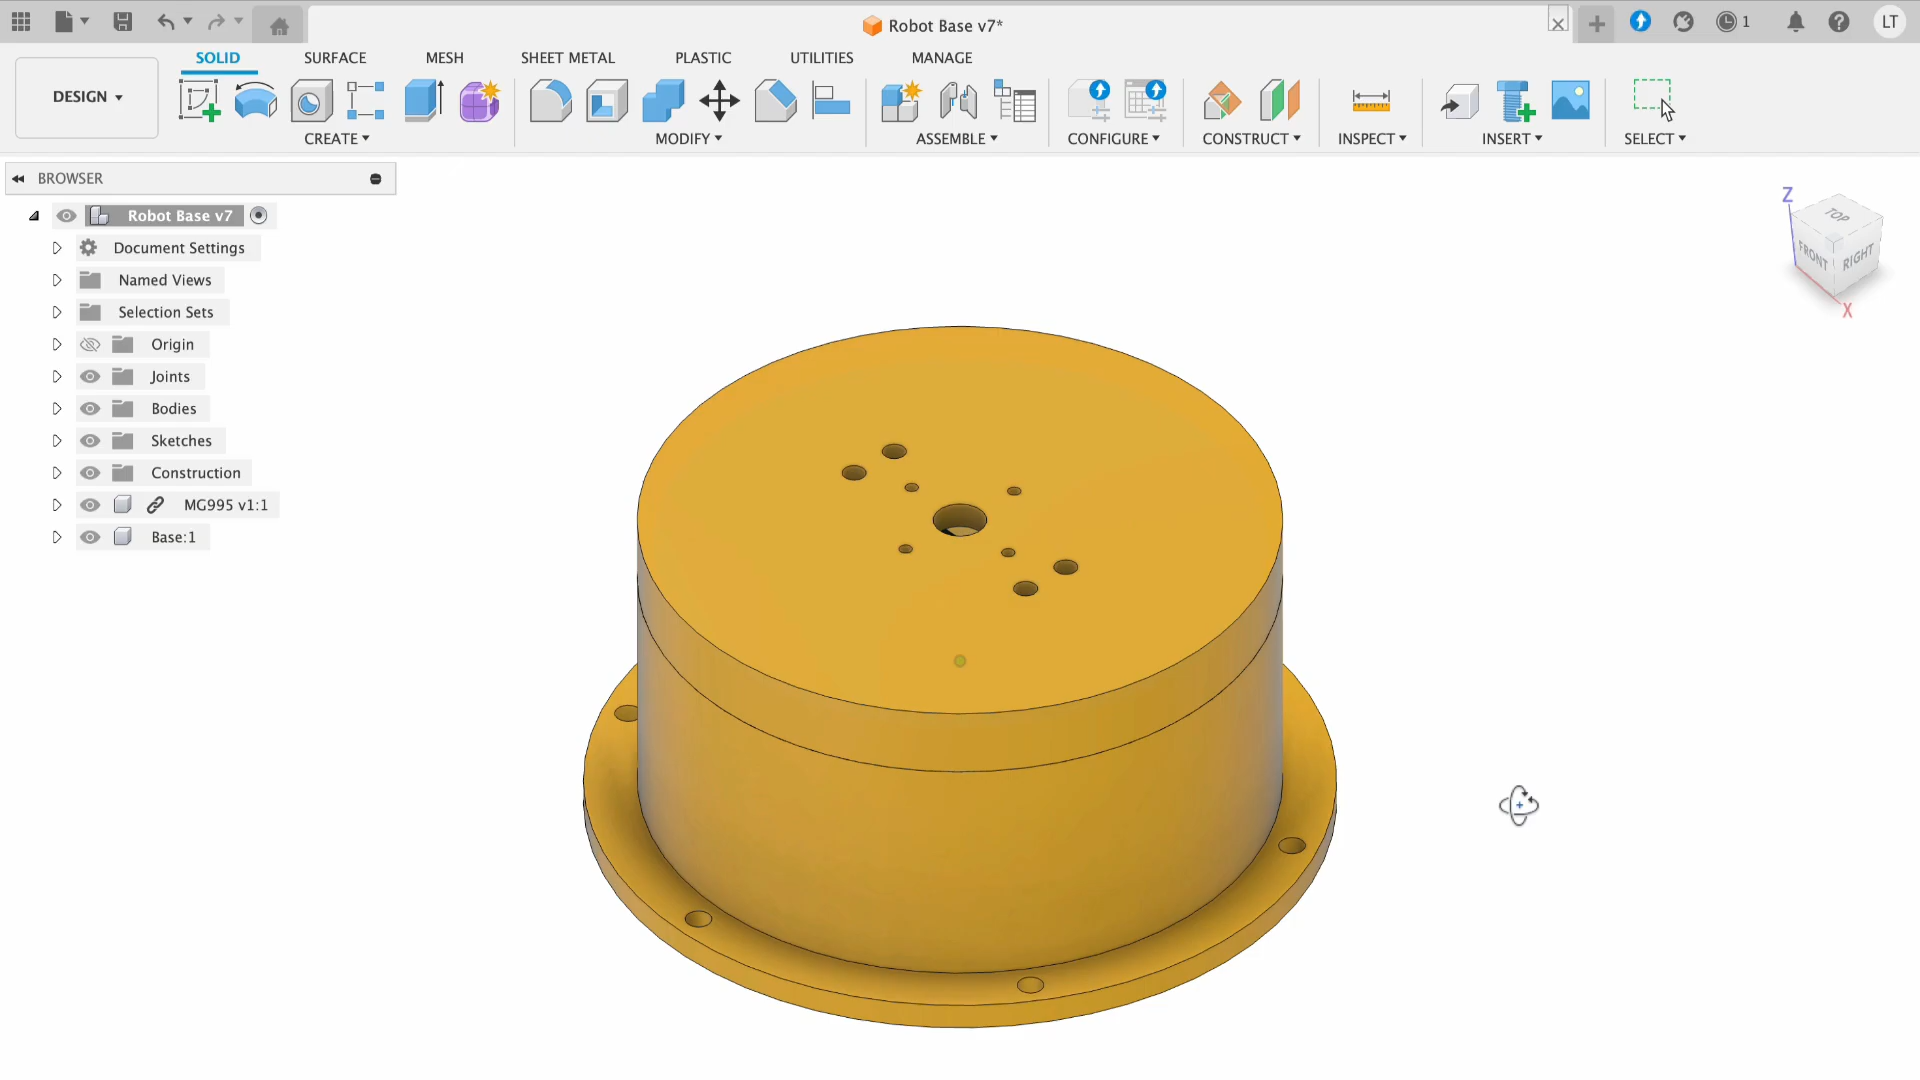 Robot Base v7*
1
LT
SOLID
SURFACE
MESH
SHEET METAL
PLASTIC
UTILITIES
MANAGE
DESIGN
CREATE
MODIFY
ASSEMBLE
CONFIGURE
CONSTRUCT
INSPECT
INSERT
SELECT
BROWSER
Robot Base v7
Document Settings
Named Views
Selection Sets
Origin
Joints
Bodies
Sketches
Construction
MG995 v1:1
Base:1
Z
TOP
FRONT
RIGHT
X